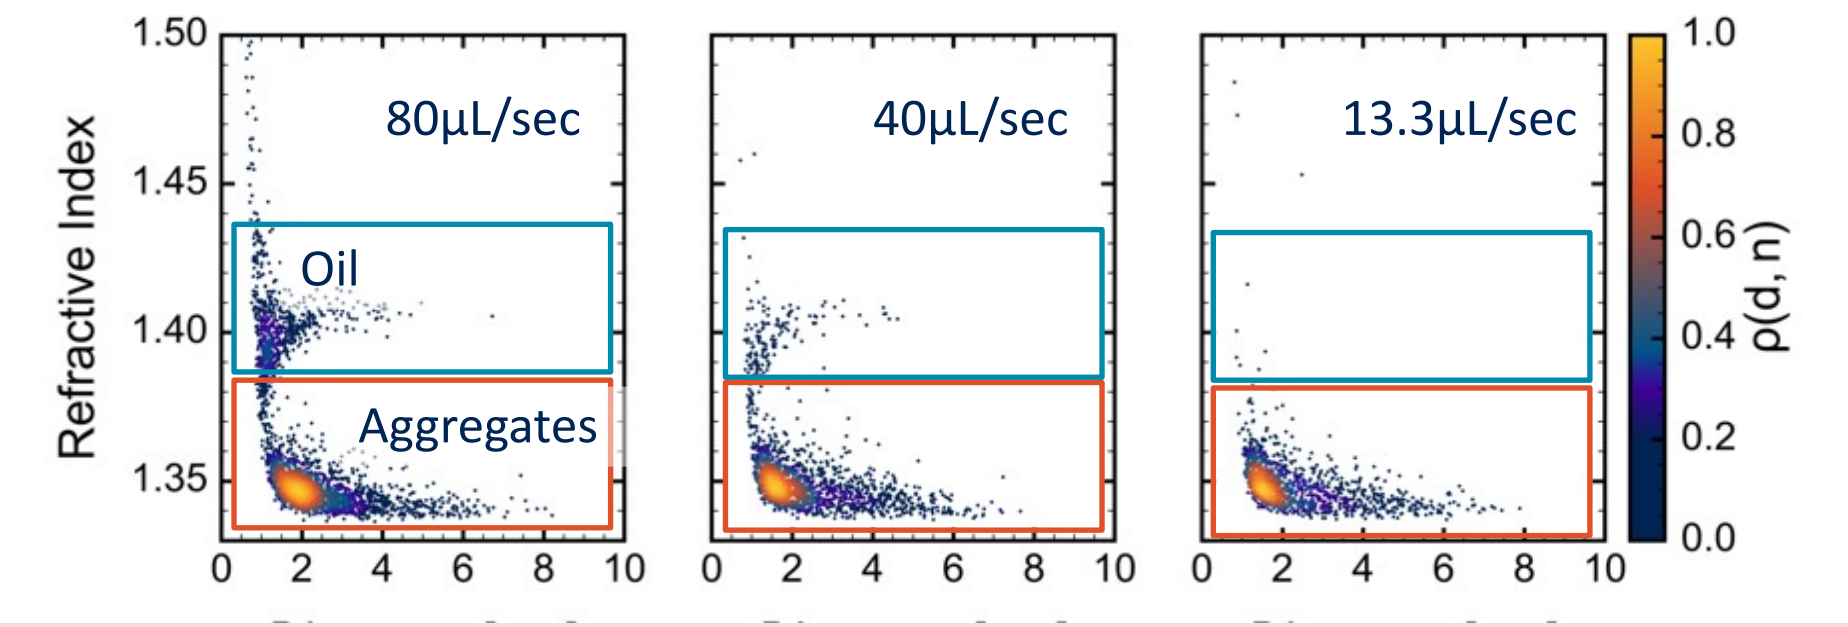 Refractive Index
1.50
1.45
1.40
1.35
80µL/sec
Oil
Aggregates
0 2 4 6 8 10
40µL/sec
0 2 4 6 8 10
13.3µL/sec
0 2 4 6 8 10
1.0
0.8
0.6
0.4
0.2
0.0
ρ(d, n)